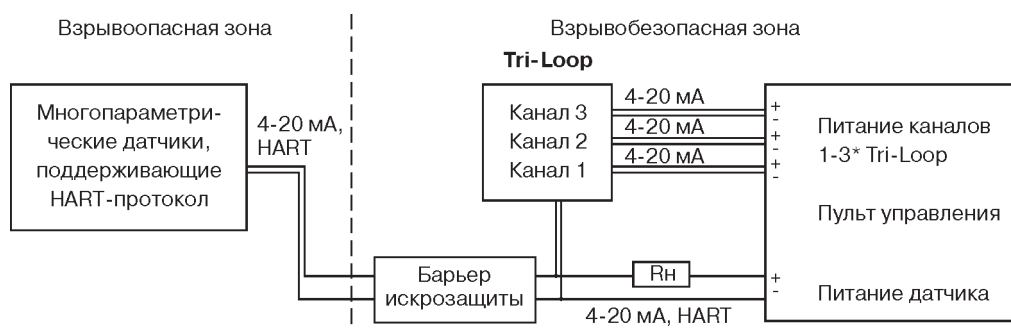 Взрывоопасная зона
Взрывобезопасная зона
Tri-Loop
Многопараметри-
ческие датчики,
поддерживающие
HART-протокол
4-20 мА,
HART
Канал 3
Канал 2
Канал 1
4-20 мА
4-20 мА
4-20 мА
+
-
+
-
+
-
Питание каналов
1-3* Tri-Loop
Пульт управления
Барьер
искрозащиты
Rн
+
-
Питание датчика
4-20 мА, HART